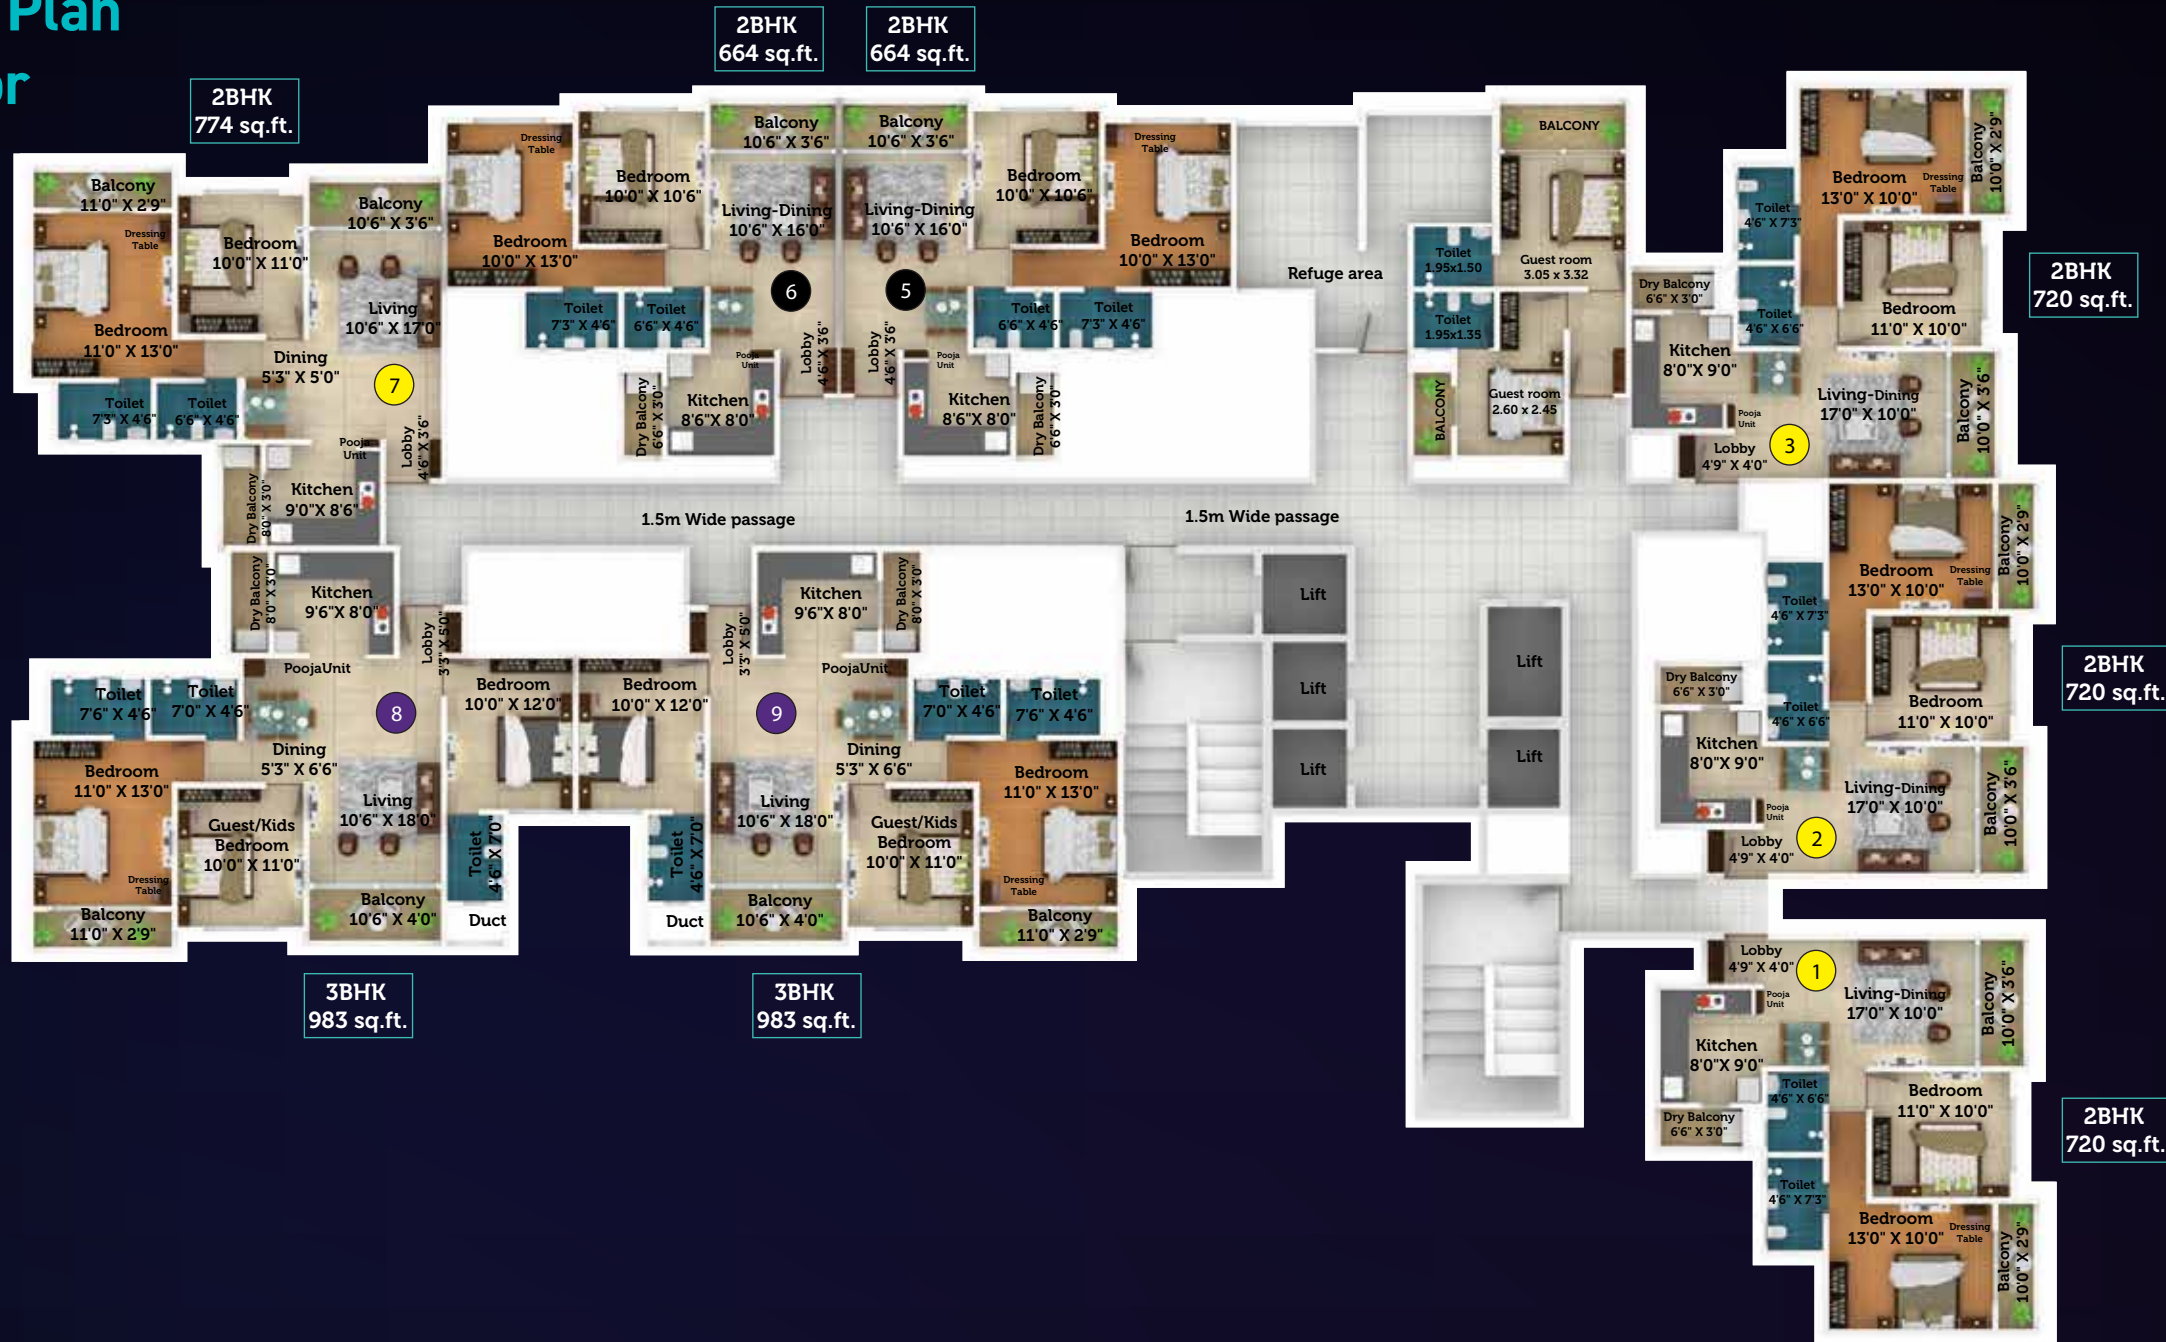 Plan
or
2BHK
774 sq.ft.
2BHK
664 sq.ft.
2BHK
664 sq.ft.
Balcony
11'0" X 2'9"
Dressing
Table
Bedroom
10'0" X 11'0"
Balcony
10'6" X 3'6"
Living
10'6" X 17'0"
Bedroom
11'0" X 13'0"
Dining
5'3" X 5'0"
7
Toilet
7'3" X 4'6"
Toilet
6'6" X 4'6"
Pooja
Unit
Lobby
4'6" X 3'6"
Kitchen
9'0"X 8'6"
Dry Balcony
8'0" X 3'0"
Dressing
Table
Bedroom
10'0" X 13'0"
Bedroom
10'0" X 10'6"
Balcony
10'6" X 3'6"
Living-Dining
10'6" X 16'0"
6
Toilet
7'3" X 4'6"
Toilet
6'6" X 4'6"
Pooja
Unit
Lobby
4'6" X 3'6"
Kitchen
8'6"X 8'0"
Dry Balcony
6'6" X 3'0"
Balcony
10'6" X 3'6"
Living-Dining
10'6" X 16'0"
5
Bedroom
10'0" X 10'6"
Dressing
Table
Bedroom
10'0" X 13'0"
Toilet
6'6" X 4'6"
Toilet
7'3" X 4'6"
Lobby
4'6" X 3'6"
Pooja
Unit
Kitchen
8'6"X 8'0"
Dry Balcony
6'6" X 3'0"
Refuge area
BALCONY
Guest room
3.05 x 3.32
Toilet
1.95x1.50
Toilet
1.95x1.35
BALCONY
Guest room
2.60 x 2.45
Bedroom
13'0" X 10'0"
Dressing
Table
Balcony
10'0" X 2'9"
Toilet
4'6" X 7'3"
Toilet
4'6" X 6'6"
Bedroom
11'0" X 10'0"
Dry Balcony
6'6" X 3'0"
Kitchen
8'0"X 9'0"
Pooja
Unit
Living-Dining
17'0" X 10'0"
Balcony
10'0" X 3'6"
Lobby
4'9" X 4'0"
3
2BHK
720 sq.ft.
1.5m Wide passage
1.5m Wide passage
Lift
Lift
Lift
Lift
Lift
Bedroom
13'0" X 10'0"
Dressing
Table
Balcony
10'0" X 2'9"
Toilet
4'6" X 7'3"
Toilet
4'6" X 6'6"
Bedroom
11'0" X 10'0"
Dry Balcony
6'6" X 3'0"
Kitchen
8'0"X 9'0"
Pooja
Unit
Living-Dining
17'0" X 10'0"
Balcony
10'0" X 3'6"
Lobby
4'9" X 4'0"
2
2BHK
720 sq.ft.
Dry Balcony
8'0" X 3'0"
Kitchen
9'6"X 8'0"
Lobby
3'3" X 5'0"
PoojaUnit
Toilet
7'6" X 4'6"
Toilet
7'0" X 4'6"
8
Bedroom
10'0" X 12'0"
Dining
5'3" X 6'6"
Bedroom
11'0" X 13'0"
Living
10'6" X 18'0"
Guest/Kids
Bedroom
10'0" X 11'0"
Dressing
Table
Toilet
4'6" X 7'0"
Balcony
11'0" X 2'9"
Balcony
10'6" X 4'0"
Duct
3BHK
983 sq.ft.
Kitchen
9'6"X 8'0"
Dry Balcony
8'0" X 3'0"
Lobby
3'3" X 5'0"
PoojaUnit
Bedroom
10'0" X 12'0"
9
Toilet
7'0" X 4'6"
Toilet
7'6" X 4'6"
Dining
5'3" X 6'6"
Bedroom
11'0" X 13'0"
Living
10'6" X 18'0"
Guest/Kids
Bedroom
10'0" X 11'0"
Dressing
Table
Toilet
4'6" X 7'0"
Duct
Balcony
10'6" X 4'0"
Balcony
11'0" X 2'9"
3BHK
983 sq.ft.
Lobby
4'9" X 4'0"
1
Pooja
Unit
Living-Dining
17'0" X 10'0"
Balcony
10'0" X 3'6"
Kitchen
8'0"X 9'0"
Toilet
4'6" X 6'6"
Bedroom
11'0" X 10'0"
Dry Balcony
6'6" X 3'0"
Toilet
4'6" X 7'3"
Bedroom
13'0" X 10'0"
Dressing
Table
Balcony
10'0" X 2'9"
2BHK
720 sq.ft.